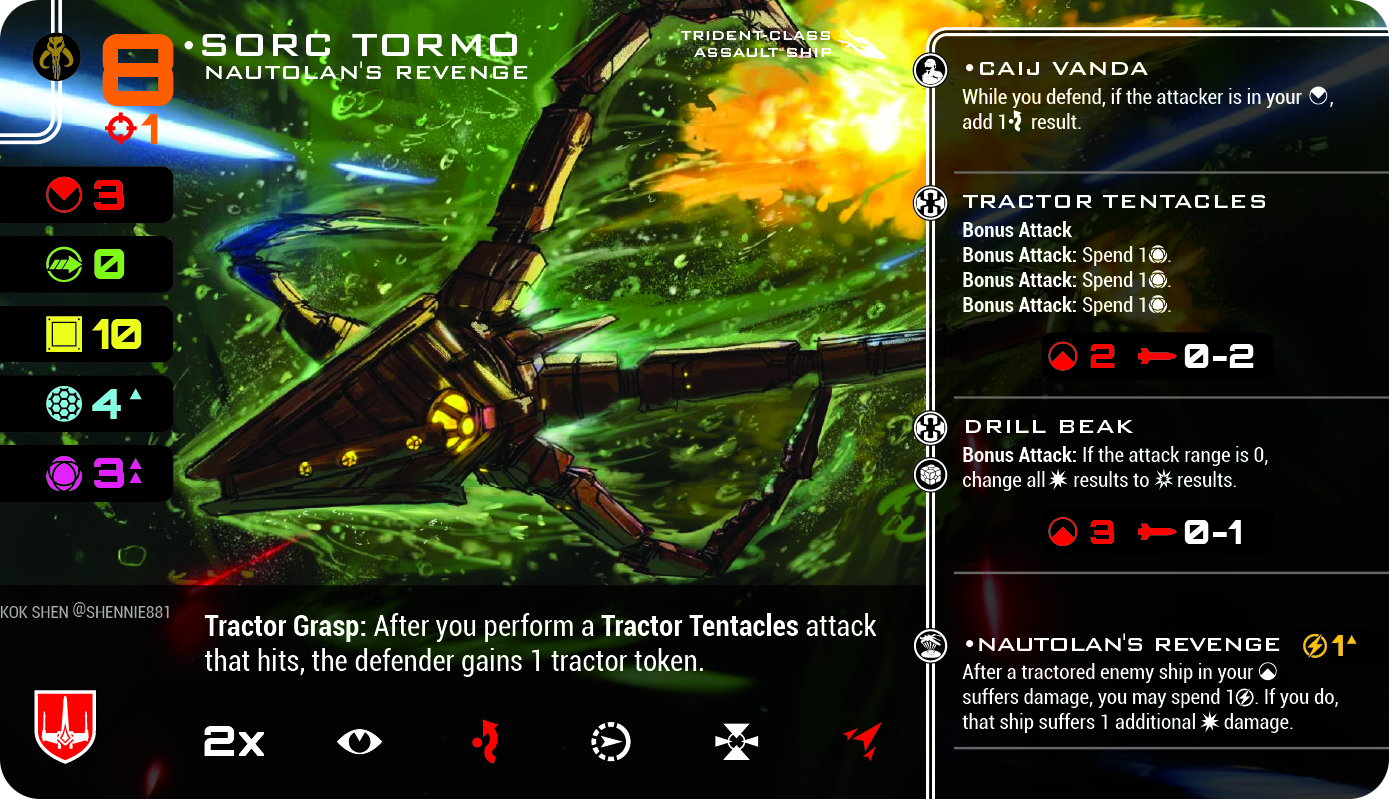 8
•SORC TORMO
NAUTOLAN'S REVENGE
TRIDENT-CLASS
ASSAULT SHIP
1
3
0
10
4
3
KOK SHEN @SHENNIE881
Tractor Grasp: After you perform a Tractor Tentacles attack
that hits, the defender gains 1 tractor token.
2x
•CAIJ VANDA
While you defend, if the attacker is in your ,
add 1 result.
TRACTOR TENTACLES
Bonus Attack
Bonus Attack: Spend 1.
Bonus Attack: Spend 1.
Bonus Attack: Spend 1.
2 0-2
DRILL BEAK
Bonus Attack: If the attack range is 0,
change all results to results.
3 0-1
•NAUTOLAN'S REVENGE 1
After a tractored enemy ship in your
suffers damage, you may spend 1. If you do,
that ship suffers 1 additional damage.